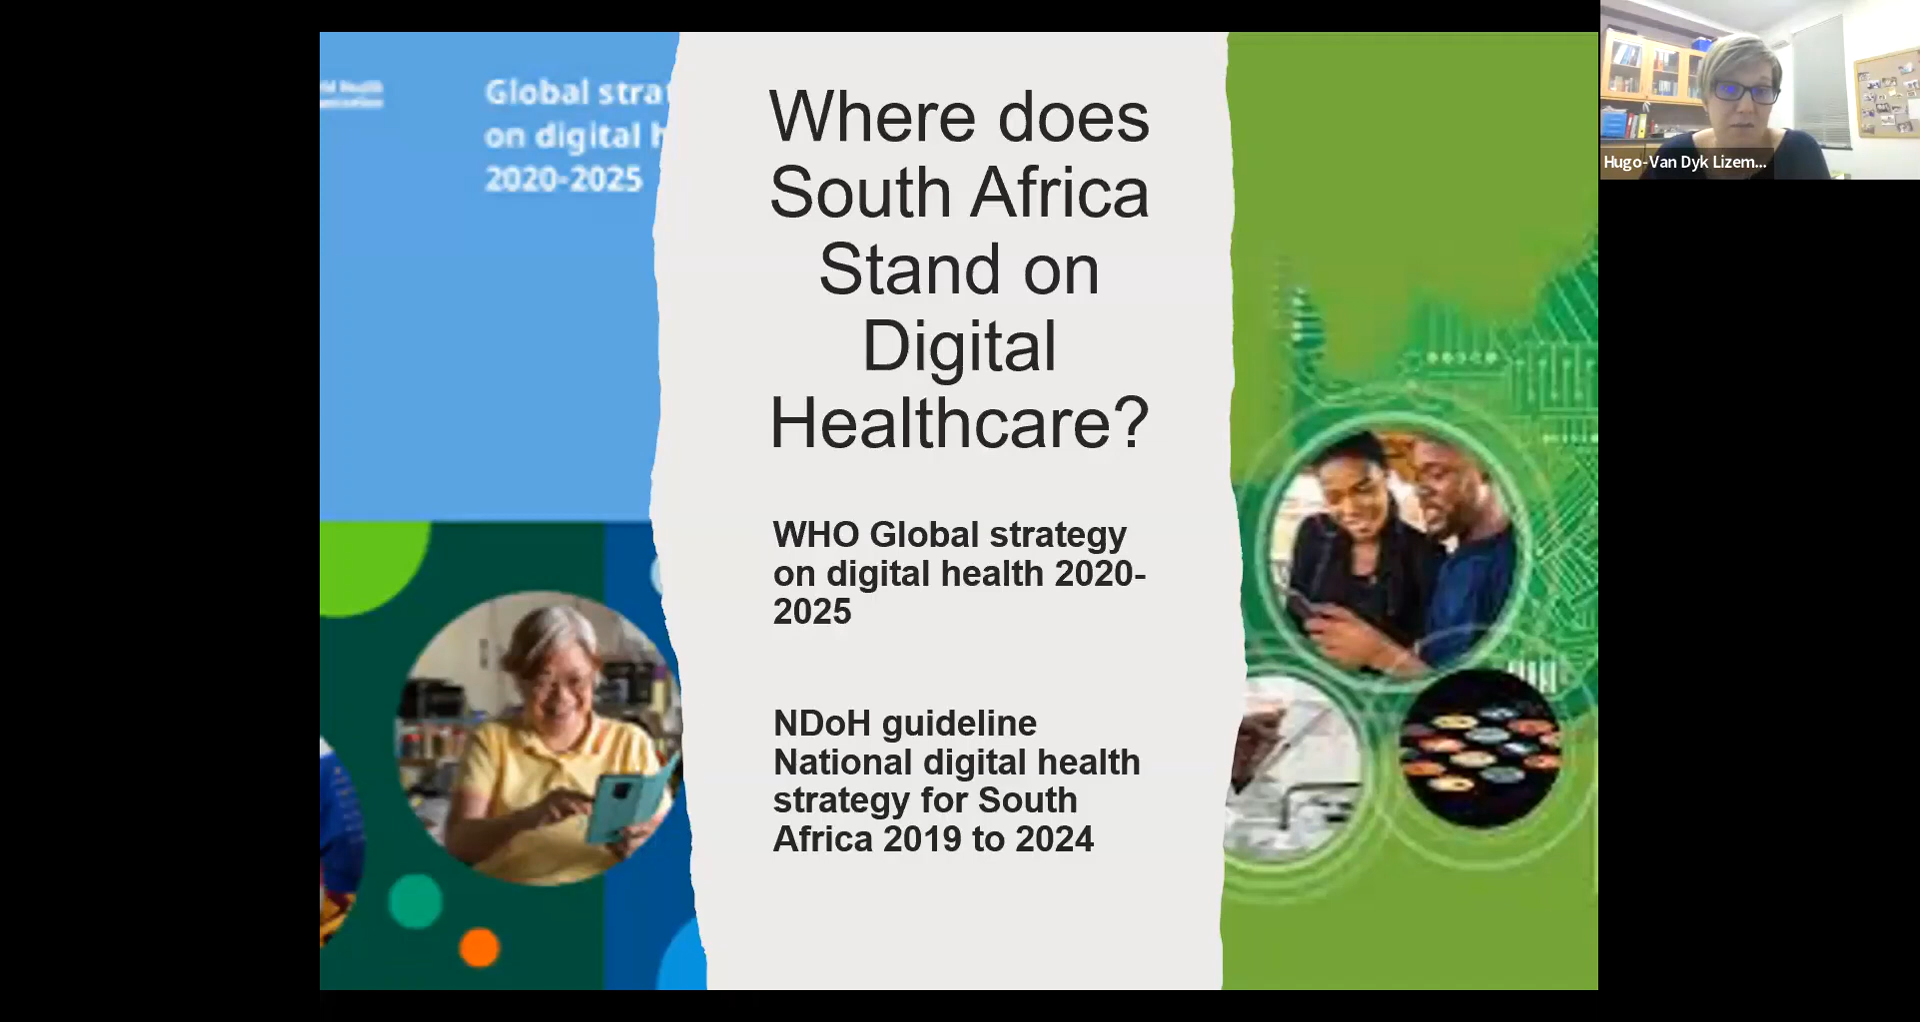 Global strat
on digital h
2020-2025
Where does
South Africa
Stand on
Digital
Healthcare?
WHO Global strategy
on digital health 2020-
2025
NDoH guideline
National digital health
strategy for South
Africa 2019 to 2024
Hugo-Van Dyk Lizem...